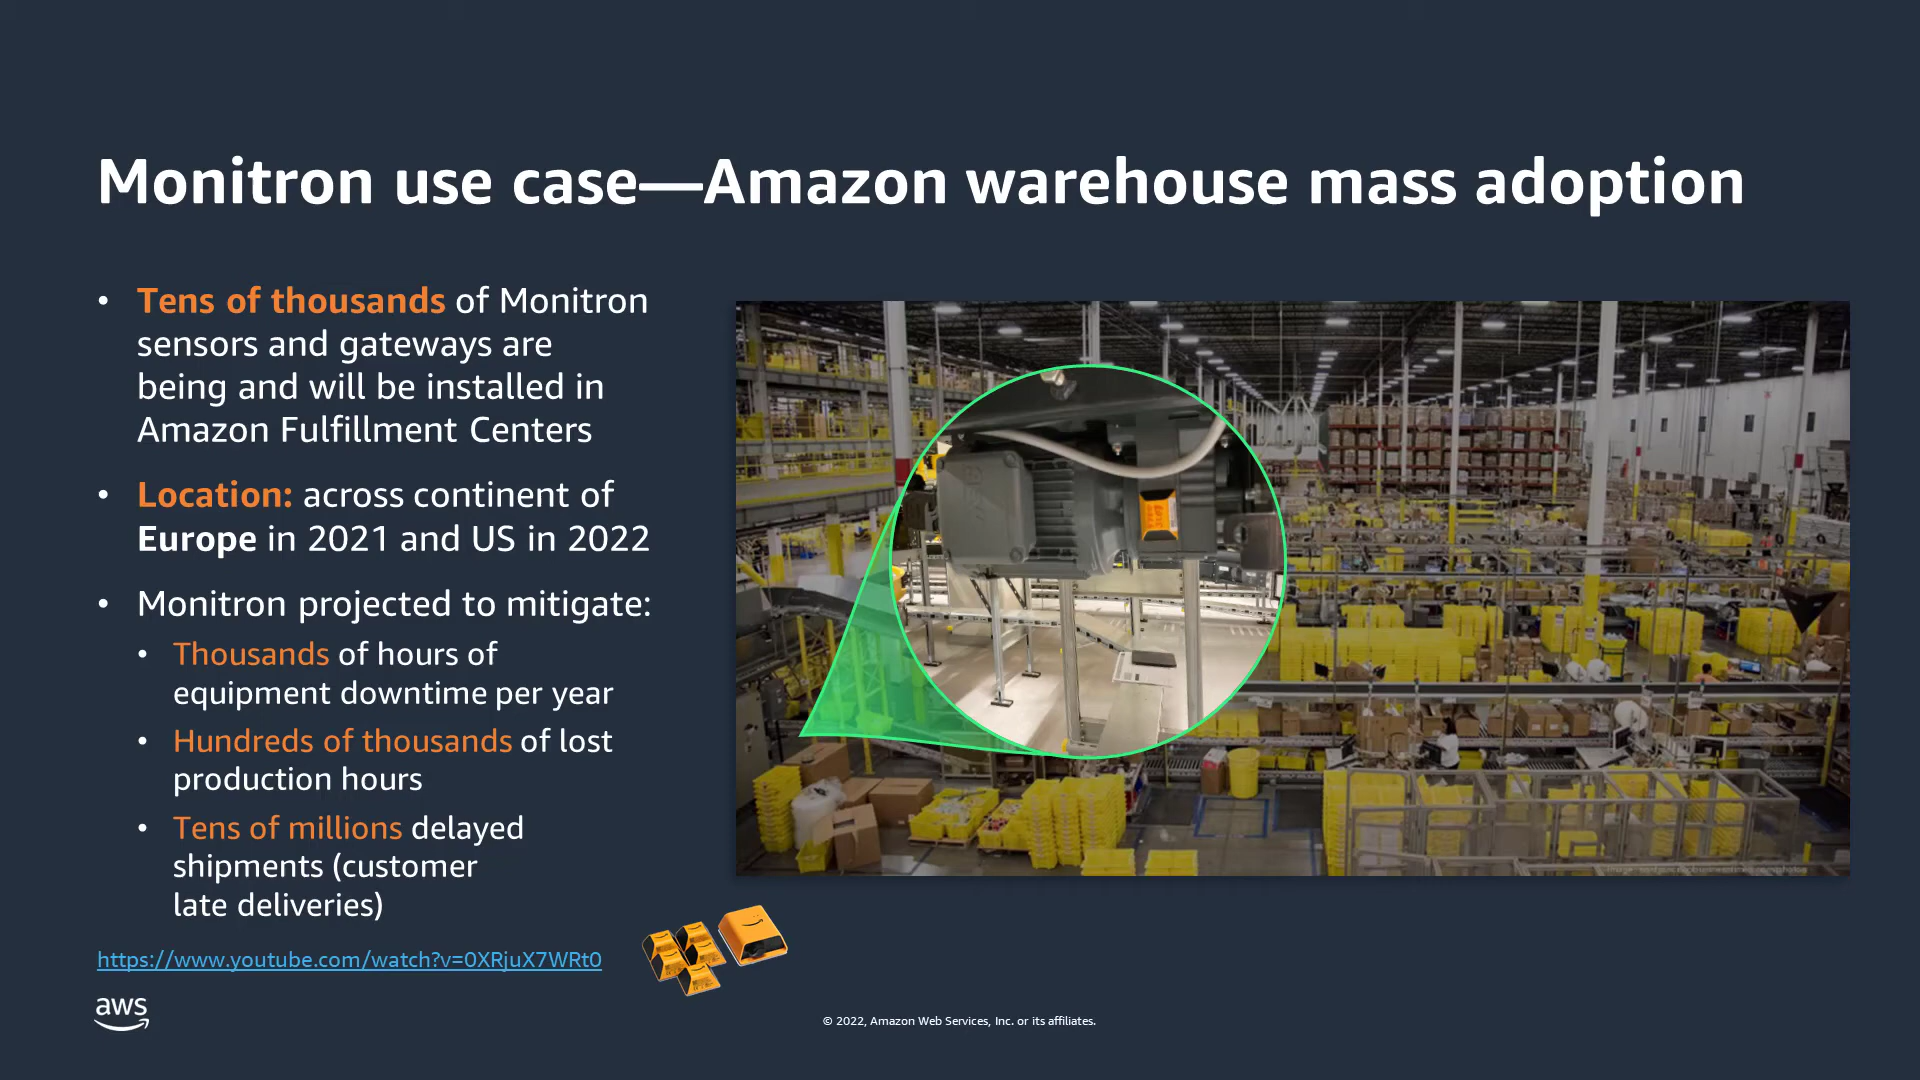 Monitron use case—Amazon warehouse mass adoption
• Tens of thousands of Monitron
sensors and gateways are
being and will be installed in
Amazon Fulfillment Centers
• Location: across continent of
Europe in 2021 and US in 2022
• Monitron projected to mitigate:
• Thousands of hours of
equipment downtime per year
• Hundreds of thousands of lost
production hours
• Tens of millions delayed
shipments (customer
late deliveries)
https://www.youtube.com/watch?v=0XRjuX7WRt0
aws
© 2022, Amazon Web Services, Inc. or its affiliates.